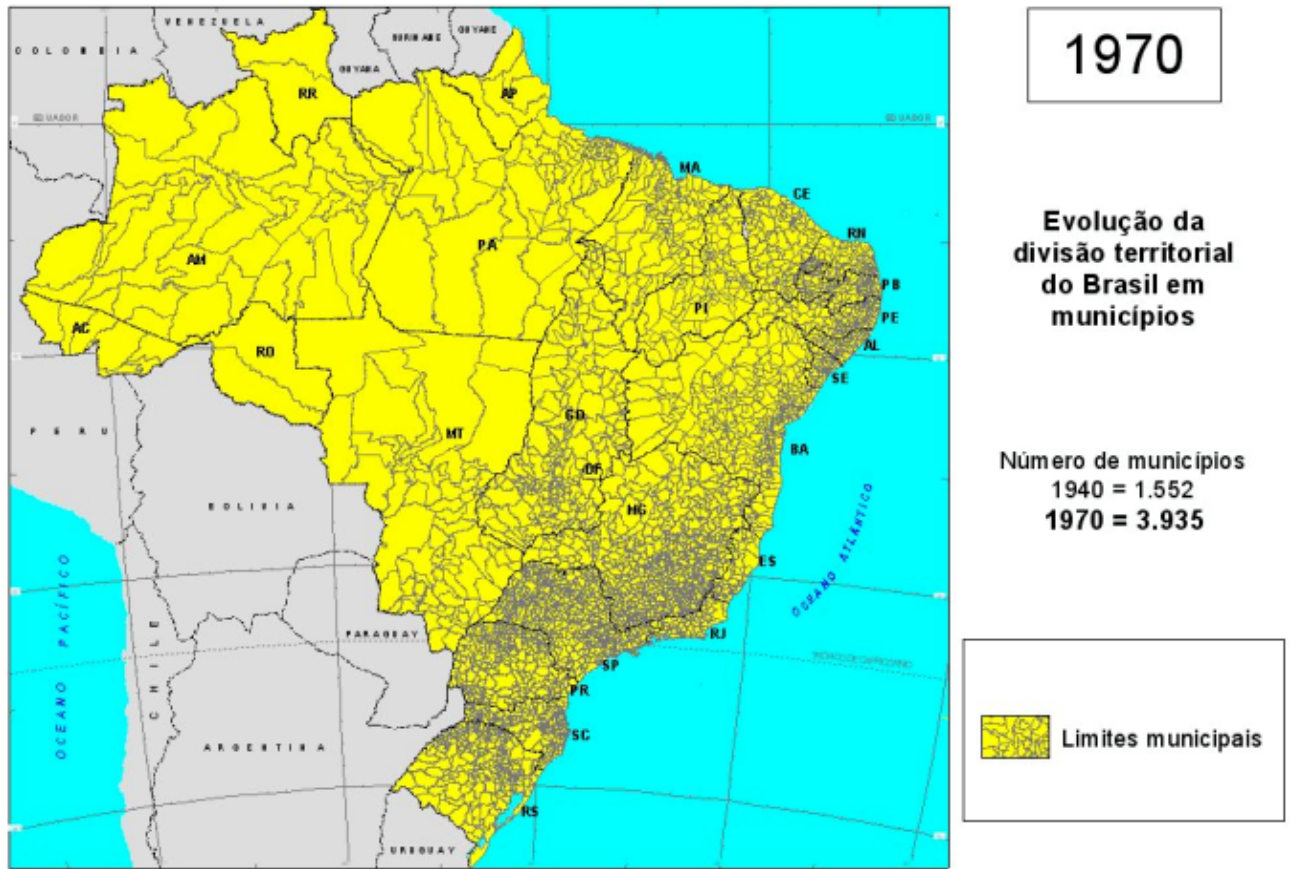 VENEZUELA
COLOMBIA
GUYANA
SURINAME
GUYANE
EQUADOR
EQUADOR
RR
AP
AM
PA
MA
CE
RN
PB
PE
AL
SE
PI
AC
RO
MT
GO
DF
BA
MG
ES
RJ
SP
PR
SC
RS
PERU
BOLIVIA
PARAGUAY
CHILE
ARGENTINA
URUGUAY
OCEANO PACÍFICO
OCEANO ATLÂNTICO
1970
Evolução da
divisão territorial
do Brasil em
municípios
Número de municípios
1940 = 1.552
1970 = 3.935
Limites municipais